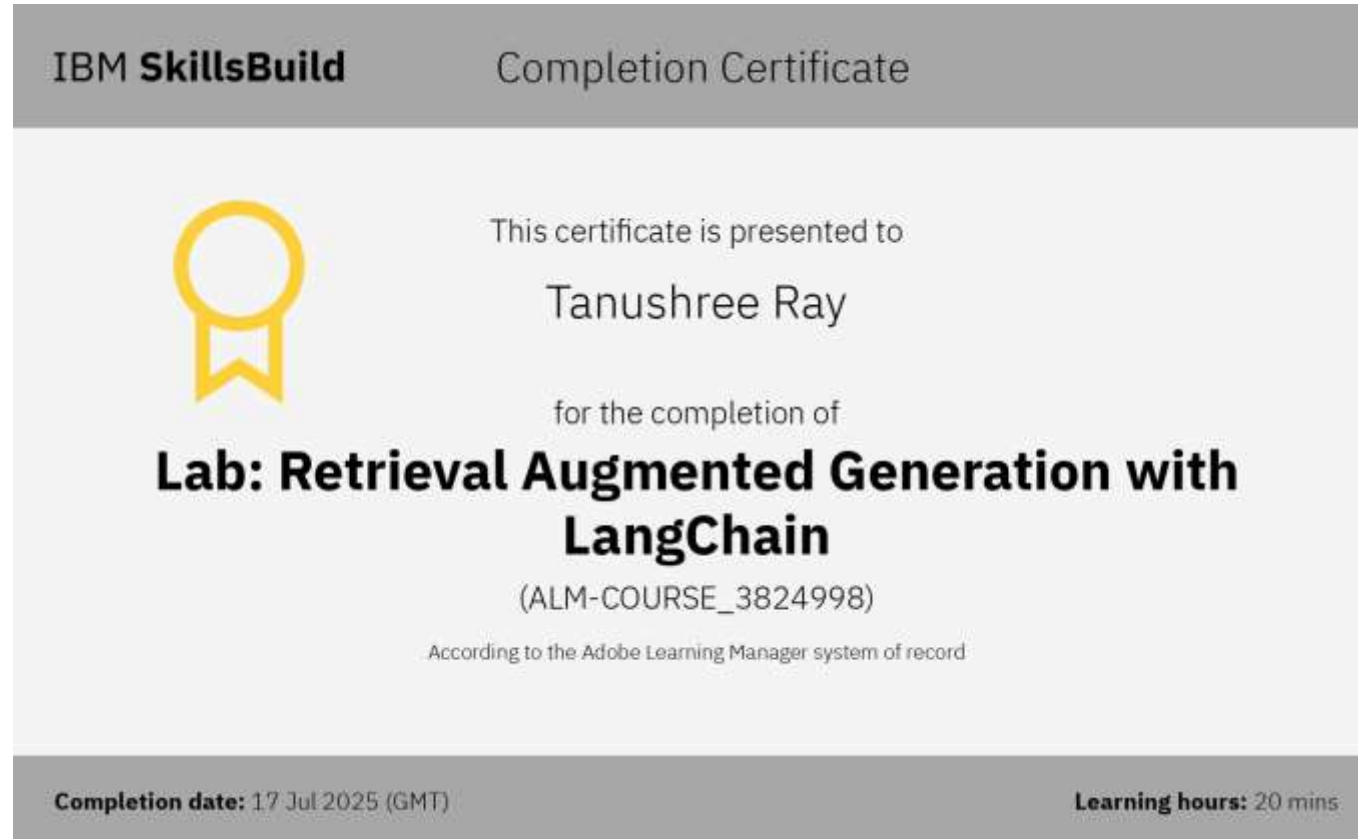 IBM SkillsBuild
Completion Certificate
This certificate is presented to
Tanushree Ray
for the completion of
Lab: Retrieval Augmented Generation with
LangChain
(ALM-COURSE_3824998)
According to the Adobe Learning Manager system of record
Completion date: 17 Jul 2025 (GMT)
Learning hours: 20 mins